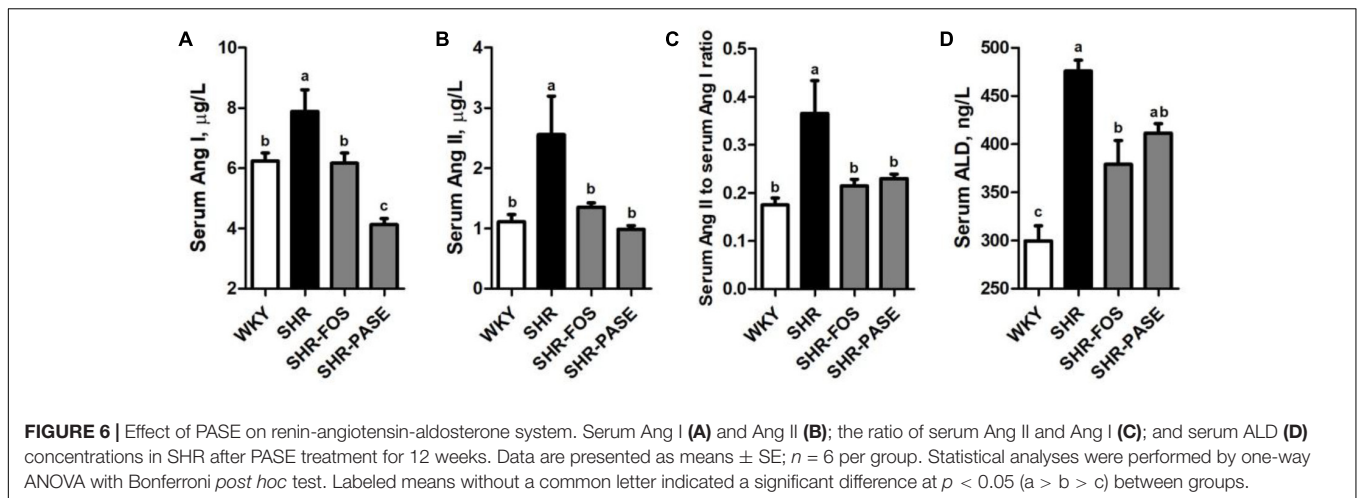 A
Serum Ang I, μg/L
10
8
6
4
2
b
a
b
c
WKY
SHR
SHR-FOS
SHR-PASE
B
Serum Ang II, μg/L
4
3
2
1
0
b
a
b
b
WKY
SHR
SHR-FOS
SHR-PASE
C
Serum Ang II to serum Ang I ratio
0.5
0.4
0.3
0.2
0.1
0.0
b
a
b
b
WKY
SHR
SHR-FOS
SHR-PASE
D
Serum ALD, ng/L
500
450
400
350
300
250
c
a
b
ab
WKY
SHR
SHR-FOS
SHR-PASE
FIGURE 6 | Effect of PASE on renin-angiotensin-aldosterone system. Serum Ang I (A) and Ang II (B); the ratio of serum Ang II and Ang I (C); and serum ALD (D)
concentrations in SHR after PASE treatment for 12 weeks. Data are presented as means ± SE; n = 6 per group. Statistical analyses were performed by one-way
ANOVA with Bonferroni post hoc test. Labeled means without a common letter indicated a significant difference at p < 0.05 (a > b > c) between groups.